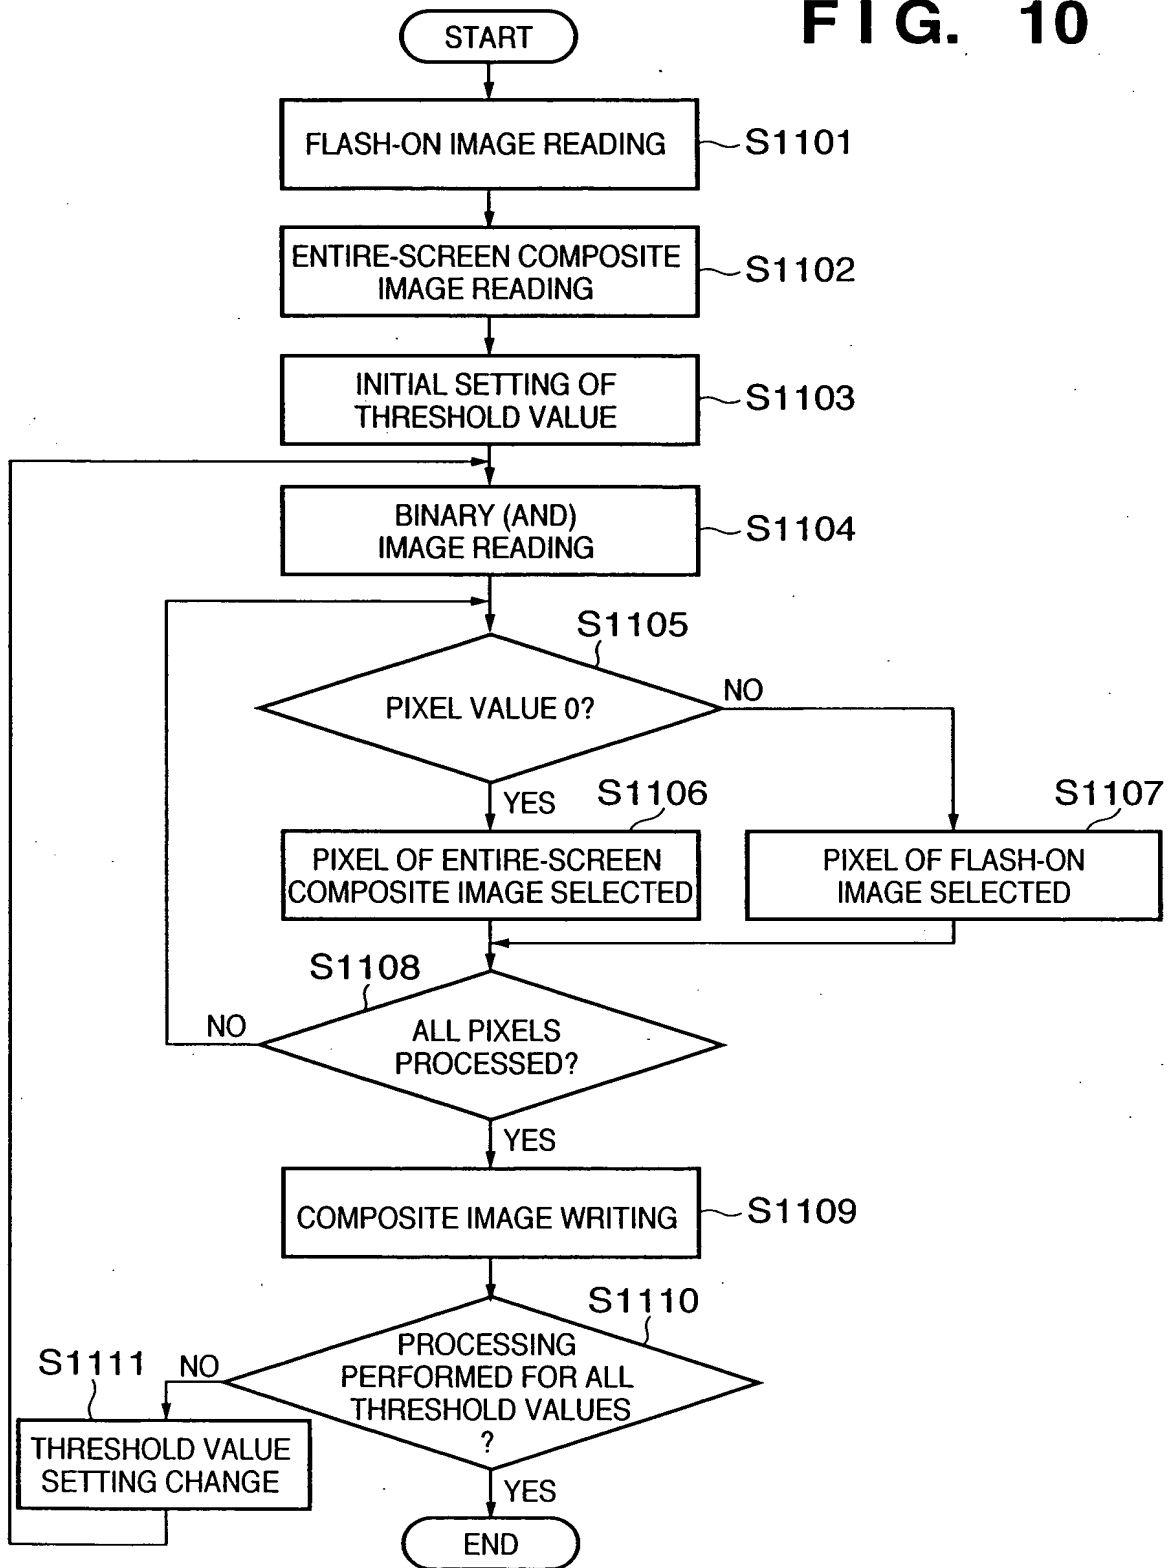 FIG. 10
START
FLASH-ON IMAGE READING
S1101
ENTIRE-SCREEN COMPOSITE
IMAGE READING
S1102
INITIAL SETTING OF
THRESHOLD VALUE
S1103
BINARY (AND)
IMAGE READING
S1104
S1105
PIXEL VALUE 0?
NO
YES
S1106
PIXEL OF ENTIRE-SCREEN
COMPOSITE IMAGE SELECTED
S1107
PIXEL OF FLASH-ON
IMAGE SELECTED
S1108
ALL PIXELS
PROCESSED?
NO
YES
COMPOSITE IMAGE WRITING
S1109
S1110
PROCESSING
PERFORMED FOR ALL
THRESHOLD VALUES
?
NO
S1111
THRESHOLD VALUE
SETTING CHANGE
YES
END